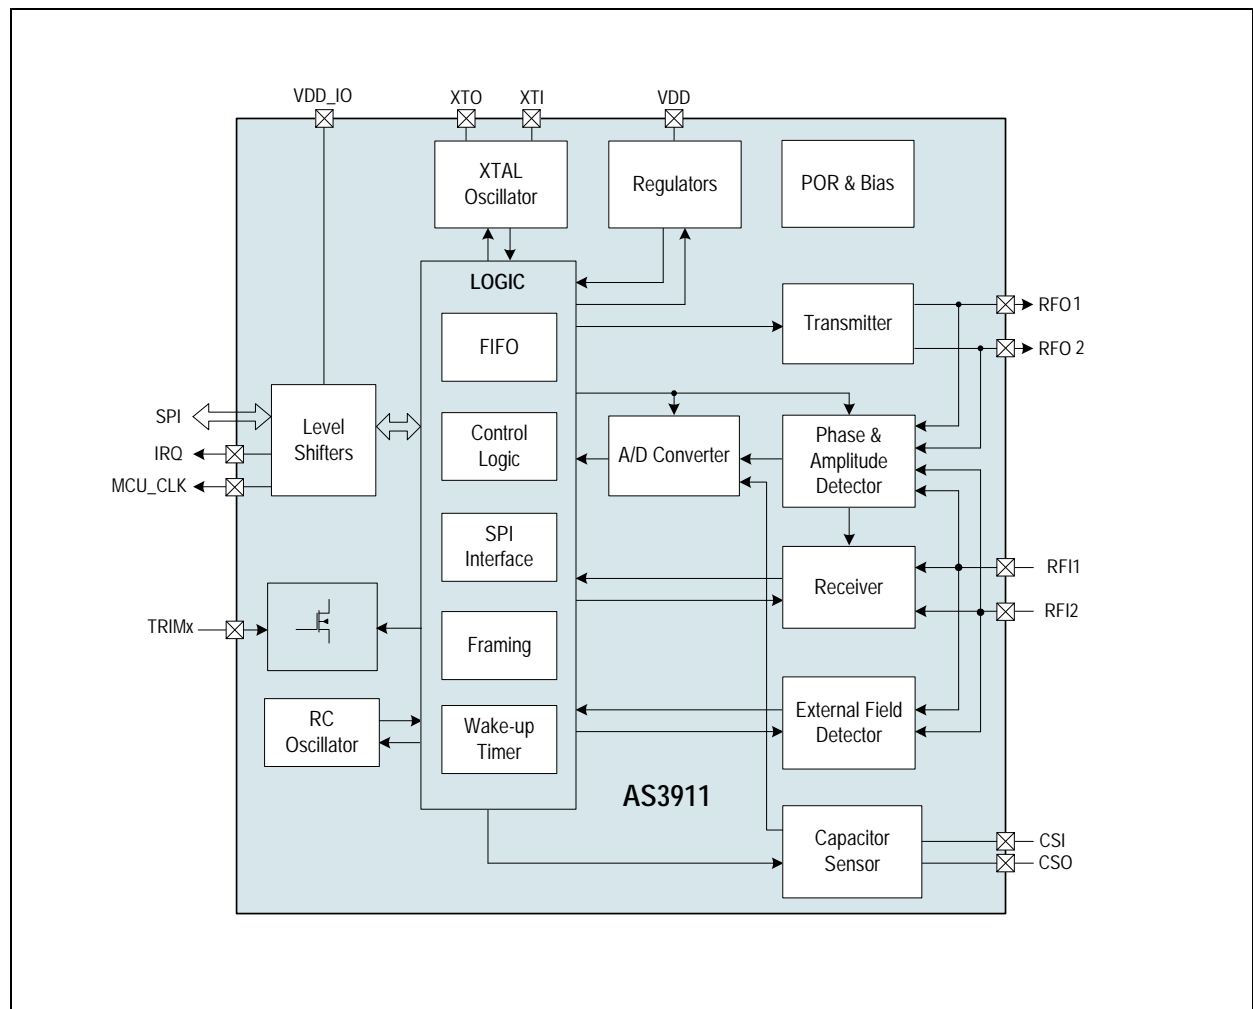 VDD_IO
XTO
XTI
VDD
XTAL
Oscillator
Regulators
POR & Bias
LOGIC
FIFO
Control
Logic
SPI
Interface
Framing
Wake-up
Timer
Transmitter
RFO1
RFO 2
SPI
IRQ
MCU_CLK
Level
Shifters
A/D Converter
Phase &
Amplitude
Detector
Receiver
RFI1
RFI2
TRIMx
RC
Oscillator
External Field
Detector
AS3911
Capacitor
Sensor
CSI
CSO